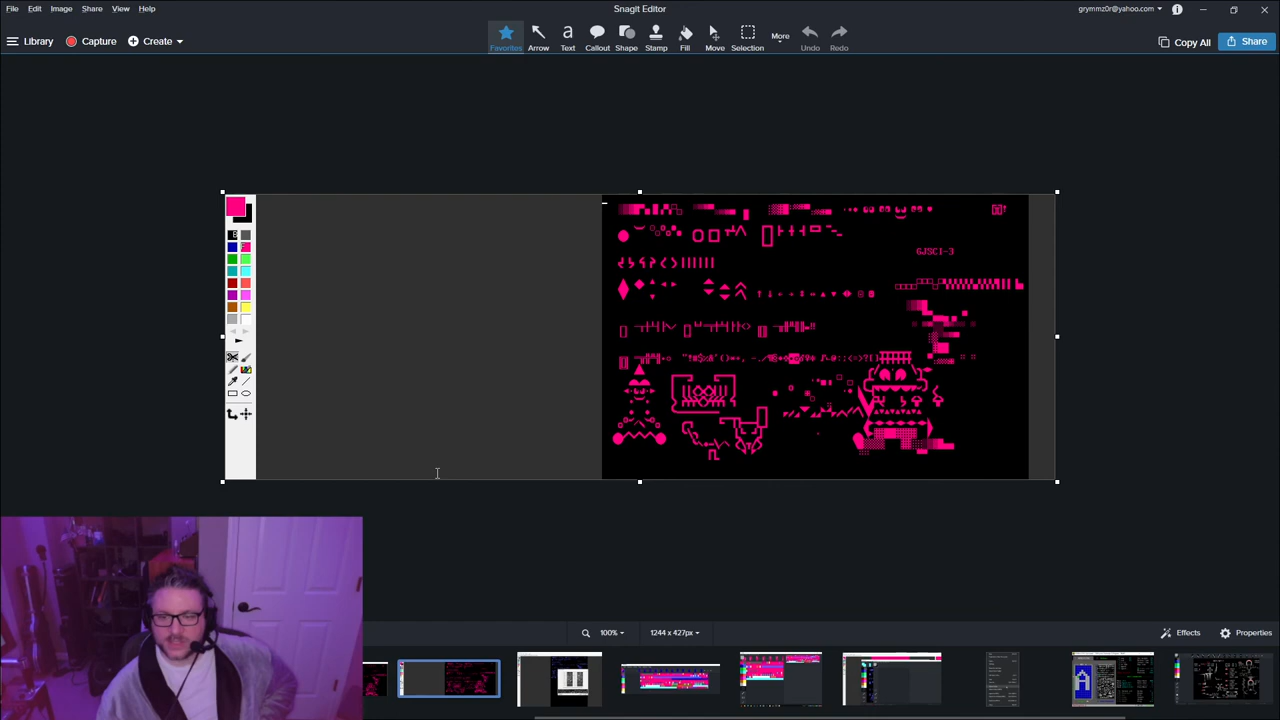 File Edit Image Share View Help
SnagIt Editor
grymmz0r@yahoo.com
Library Capture Create
Favorites Arrow Text Callout Shape Stamp Fill Move Selection More Undo Redo
Copy All Share
GJSCI-3
100% 1244 x 427px
Effects Properties